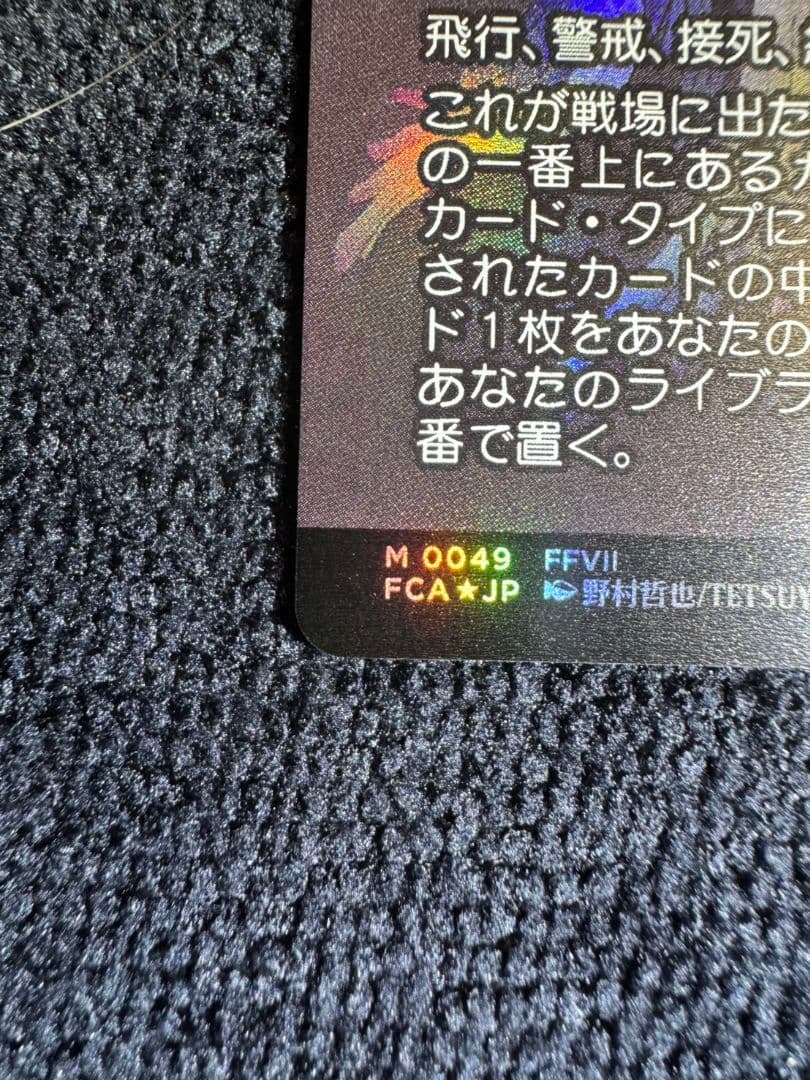 飛行、警戒、接死、
これが戦場に出た
の一番上にある
カード・タイプに
されたカードの中
ド１枚をあなたの
あなたのライブラ
番で置く。
M 0049 FFVII
FCA★JP 野村哲也/TETSUY